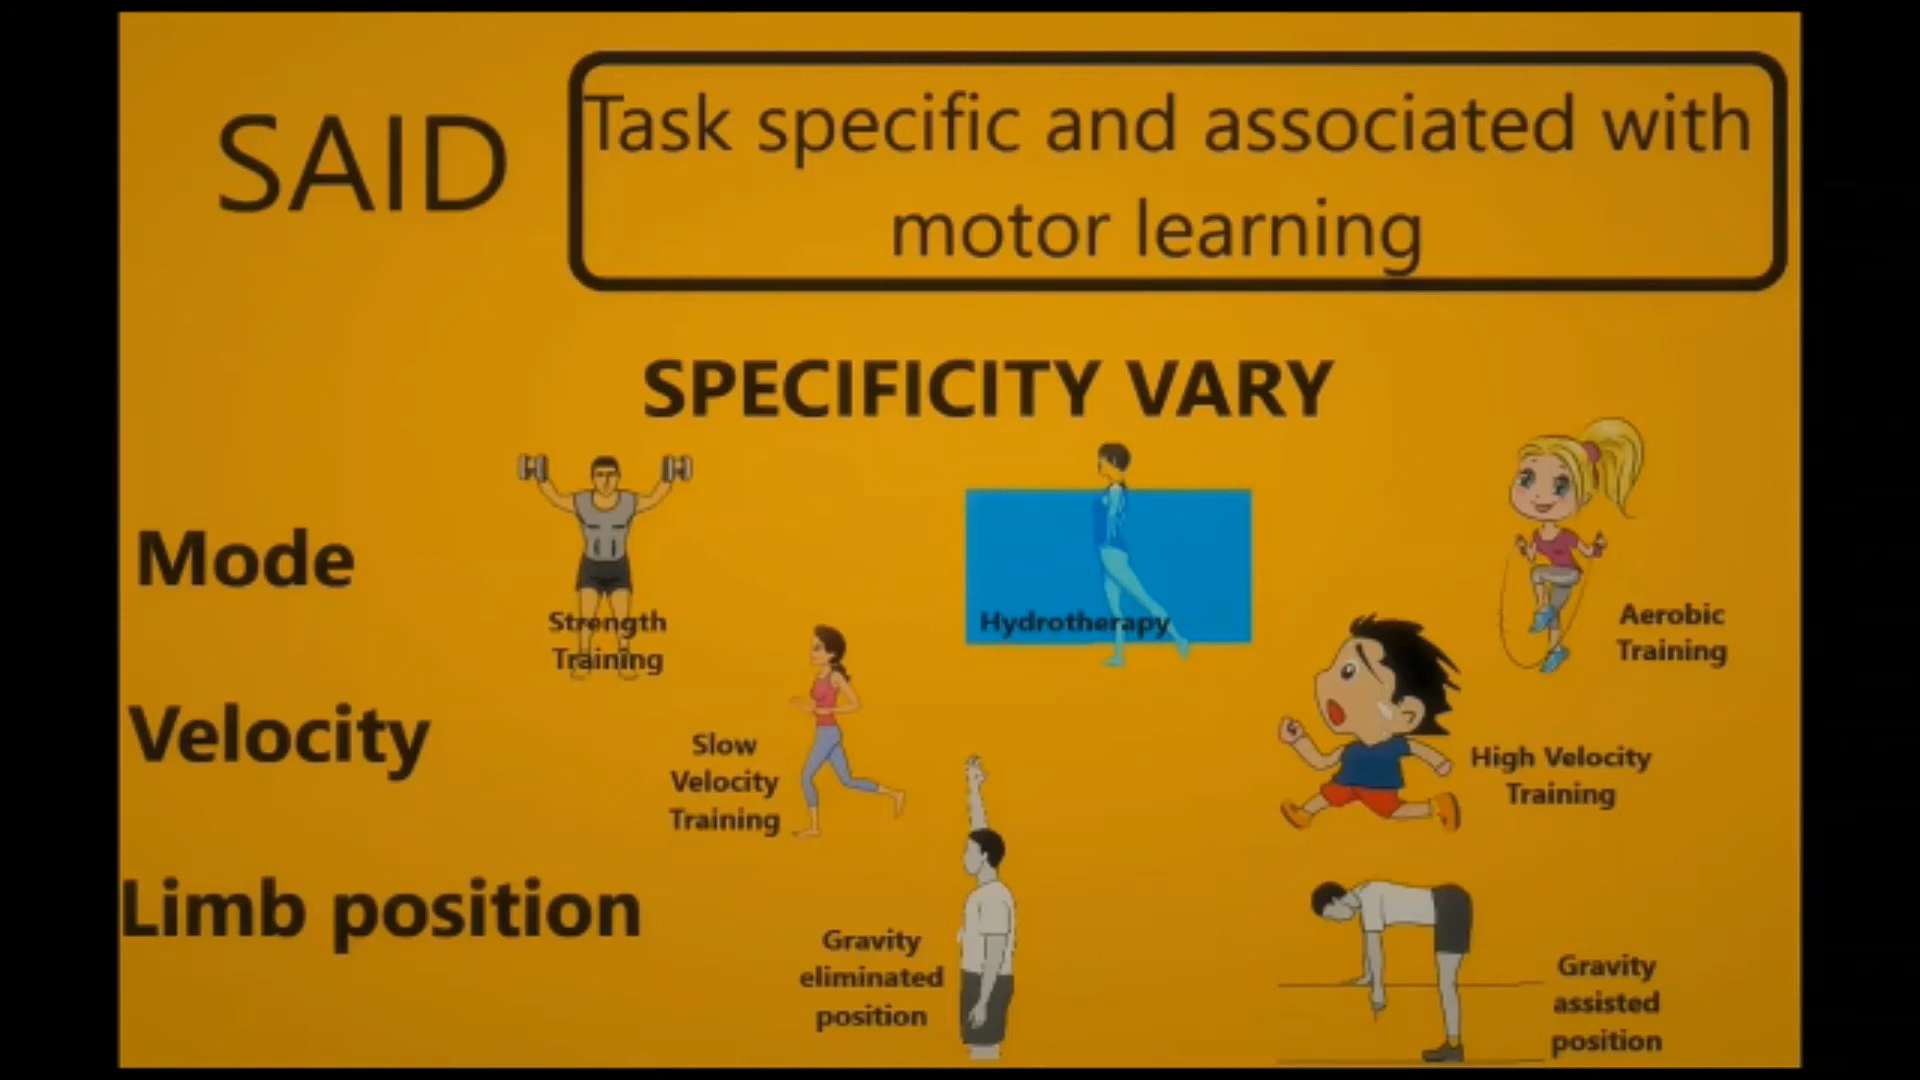 SAID
Task specific and associated with
motor learning
SPECIFICITY VARY
Mode
Strength
Training
Hydrotherapy
Aerobic
Training
Velocity
Slow
Velocity
Training
High Velocity
Training
Limb position
Gravity
eliminated
position
Gravity
assisted
position